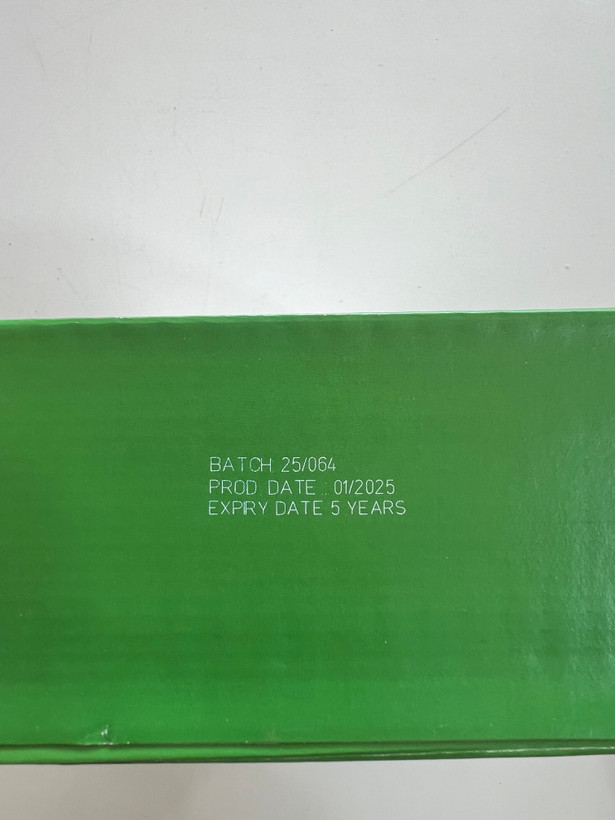 BATCH 25/064
PROD DATE : 01/2025
EXPIRY DATE 5 YEARS